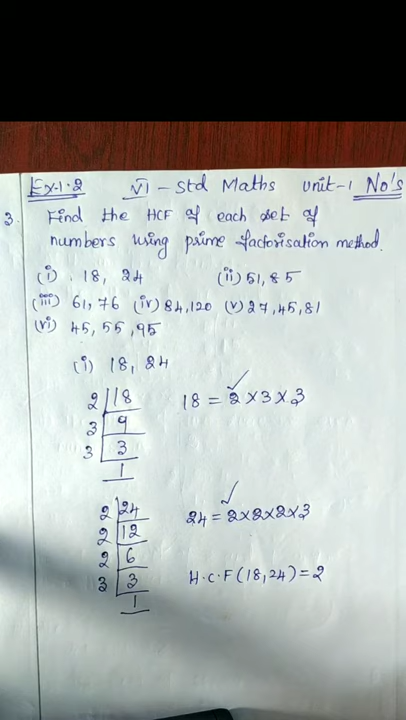 Ex-1.2 VI - Std Maths Unit-1 No's
3. Find the HCF of each set of
numbers using prime factorisation method.
(i) . 18, 24 (ii) 51, 85
(iii) 61, 76 (iv) 84, 120 (v) 27, 45, 81
(vi) 45, 55, 95
(i) 18, 24
2 | 18 18 = 2 × 3 × 3
3 | 9
3 | 3
1
2 | 24 24 = 2×2×2×3
2 | 12
2 | 6
3 | 3 H.C.F (18, 24) = 2
1